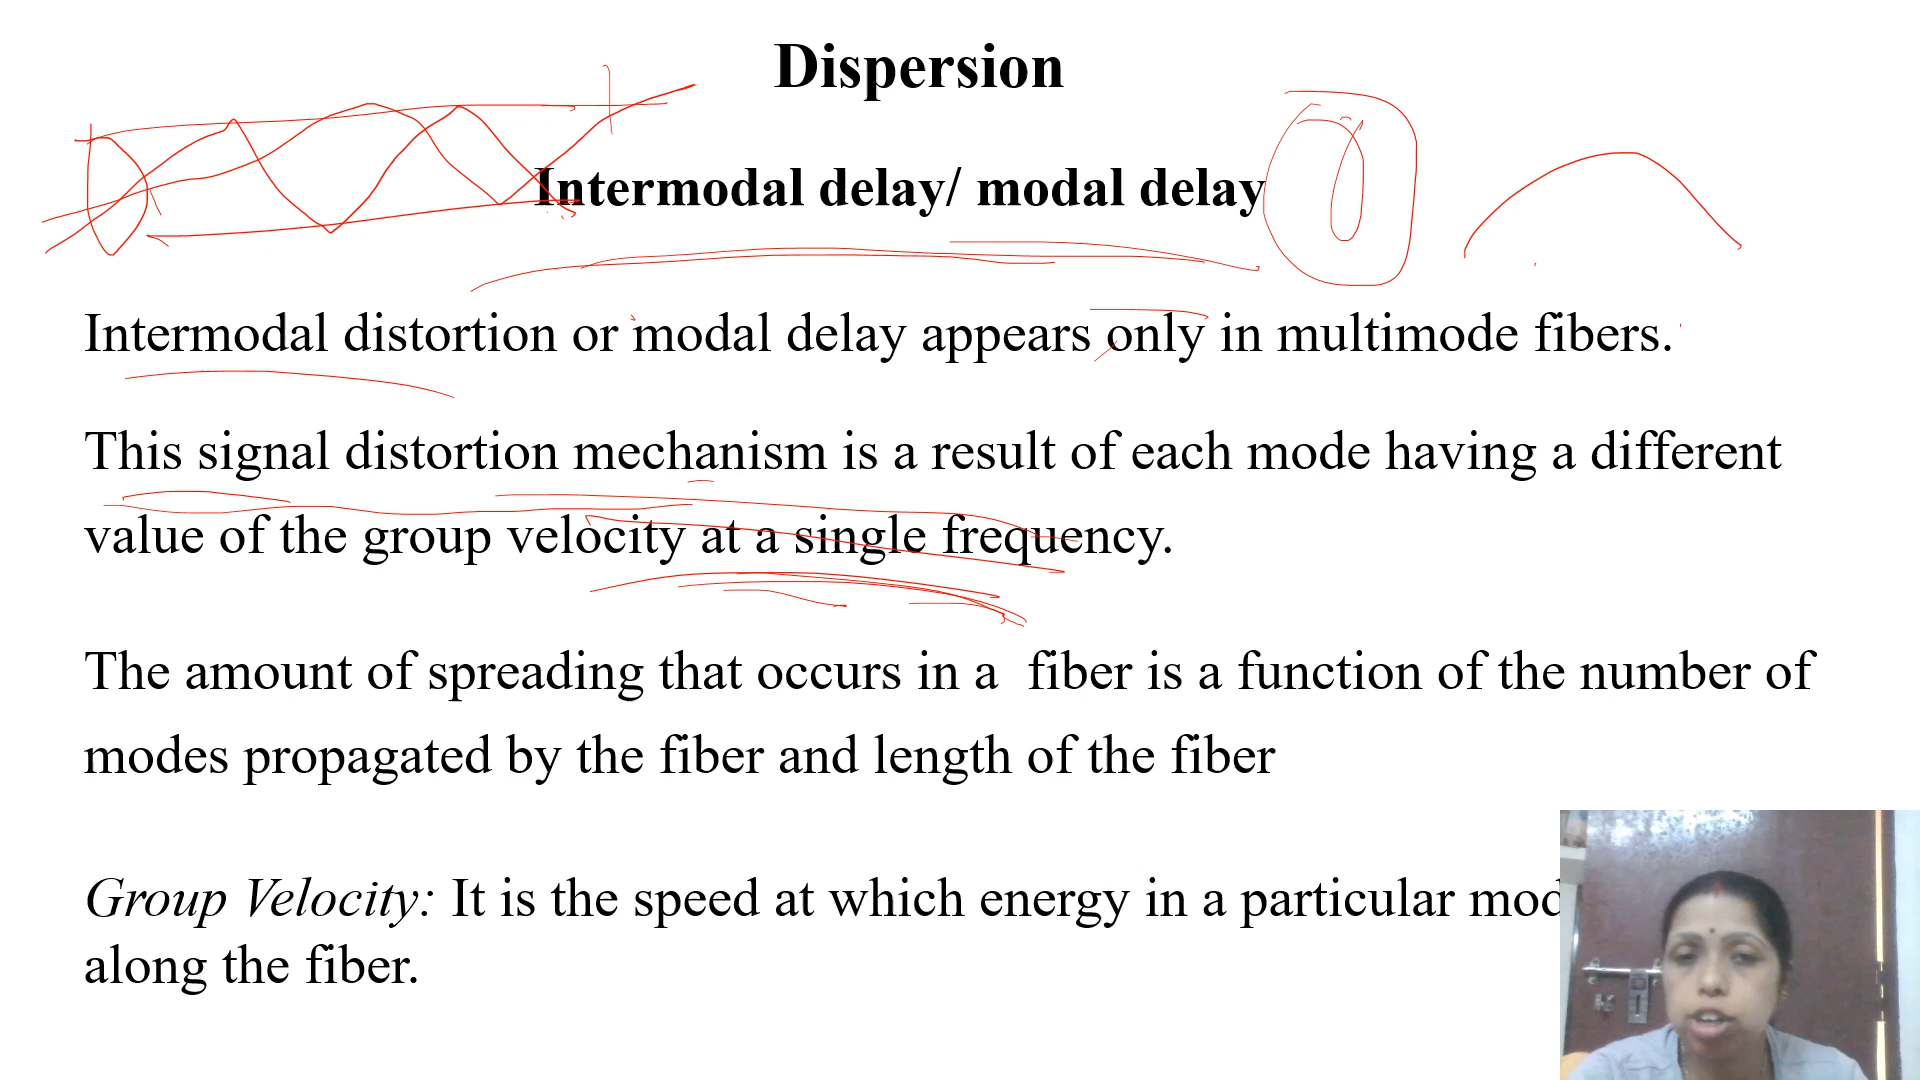 Dispersion
Intermodal delay/ modal delay
Intermodal distortion or modal delay appears only in multimode fibers.
This signal distortion mechanism is a result of each mode having a different
value of the group velocity at a single frequency.
The amount of spreading that occurs in a fiber is a function of the number of
modes propagated by the fiber and length of the fiber
Group Velocity: It is the speed at which energy in a particular
along the fiber.